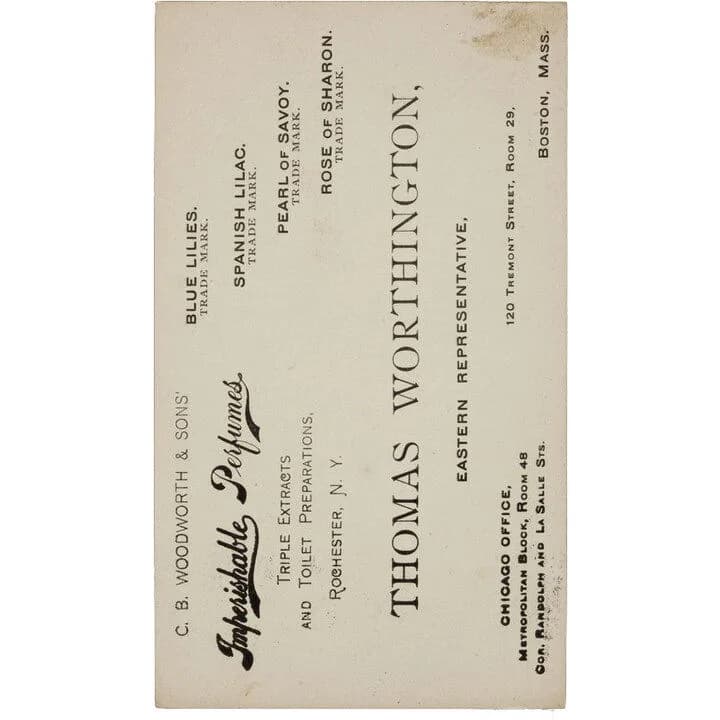 C. B. WOODWORTH & SONS'
Imperishable Perfumes
TRIPLE EXTRACTS
AND TOILET PREPARATIONS,
ROCHESTER, N. Y.
BLUE LILIES.
TRADE MARK.
SPANISH LILAC.
TRADE MARK.
PEARL OF SAVOY.
TRADE MARK.
ROSE OF SHARON.
TRADE MARK.
THOMAS WORTHINGTON,
EASTERN REPRESENTATIVE,
CHICAGO OFFICE,
METROPOLITAN BLOCK, ROOM 48
COR. RANDOLPH AND LA SALLE STS.
120 TREMONT STREET, ROOM 29,
BOSTON, MASS.